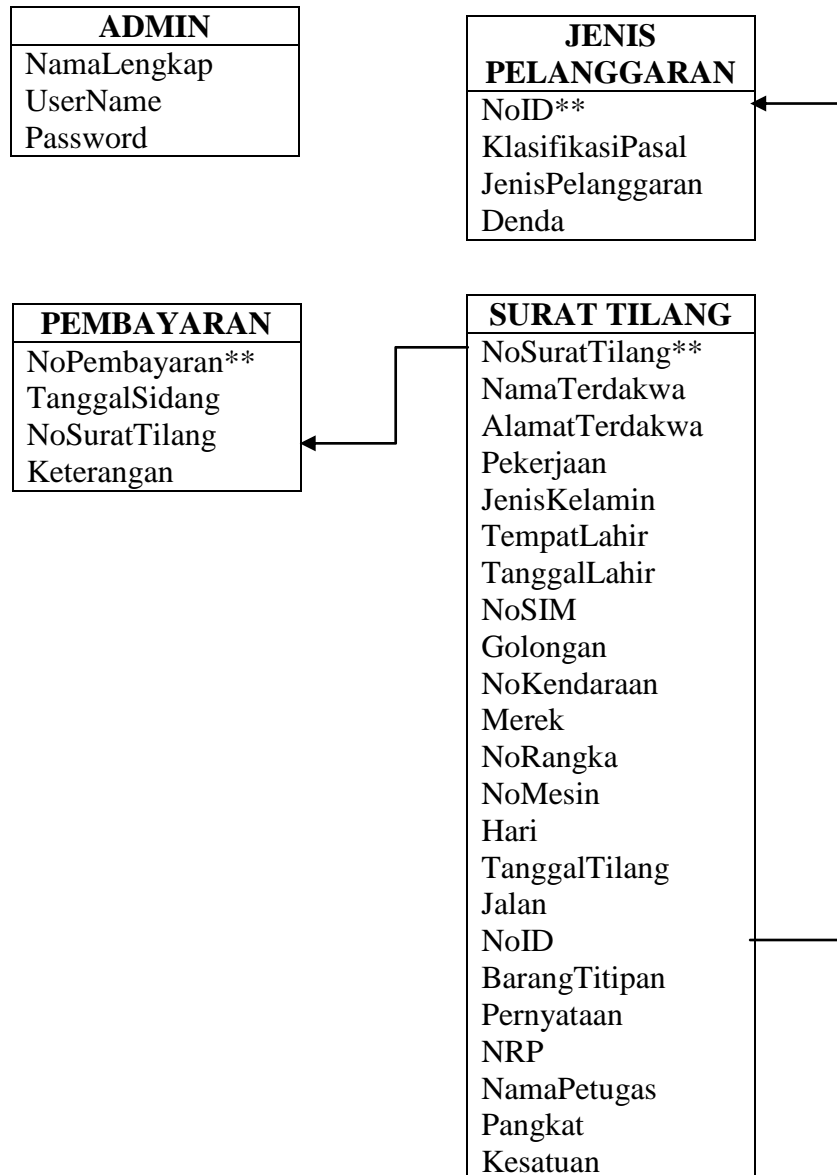 ADMIN
NamaLengkap
UserName
Password
JENIS
PELANGGARAN
NoID**
KlasifikasiPasal
JenisPelanggaran
Denda
PEMBAYARAN
NoPembayaran**
TanggalSidang
NoSuratTilang
Keterangan
SURAT TILANG
NoSuratTilang**
NamaTerdakwa
AlamatTerdakwa
Pekerjaan
JenisKelamin
TempatLahir
TanggalLahir
NoSIM
Golongan
NoKendaraan
Merek
NoRangka
NoMesin
Hari
TanggalTilang
Jalan
NoID
BarangTitipan
Pernyataan
NRP
NamaPetugas
Pangkat
Kesatuan